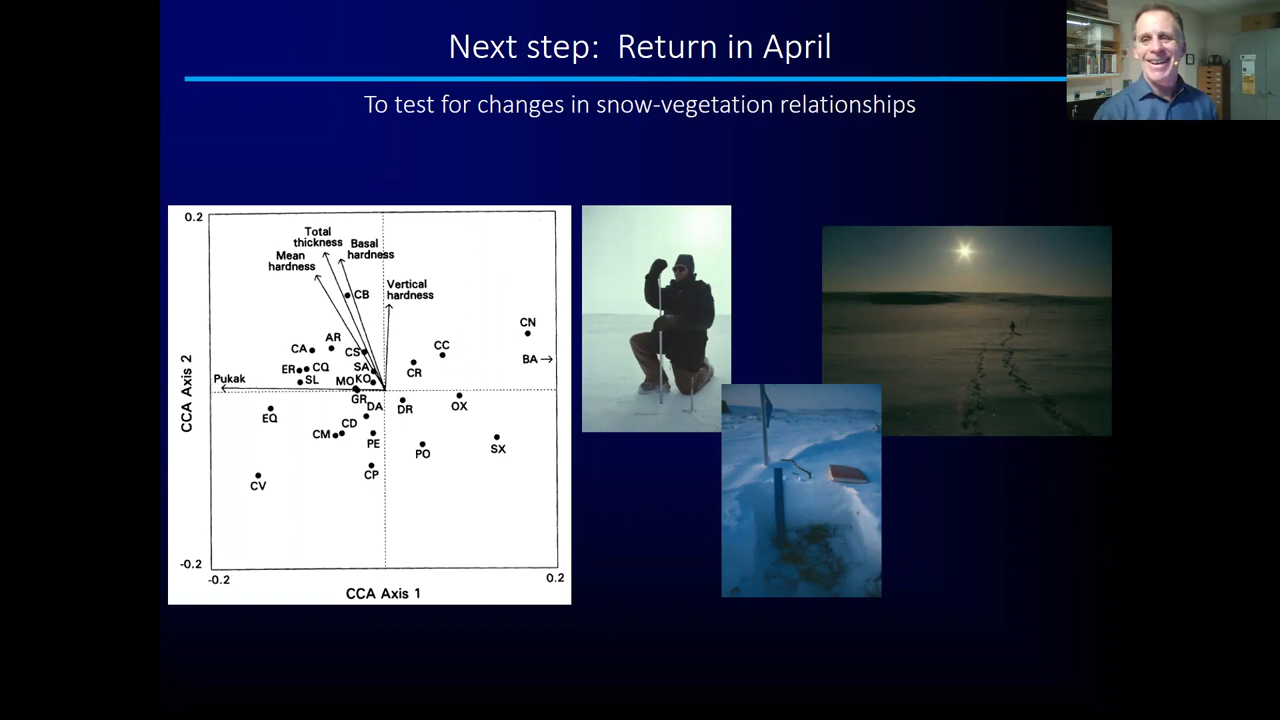 Next step:  Return in April
To test for changes in snow-vegetation relationships
0.2
Total
thickness
Basal
hardness
Mean
hardness
Vertical
hardness
CB
CN
AR
CA
CS
CC
BA →
ER
CQ
SA
CR
Pukak
SL
MO
KO
CCA Axis 2
GR
DA
DR
OX
EQ
CD
CM
PE
PO
SX
CP
CV
-0.2
-0.2
0.2
CCA Axis 1